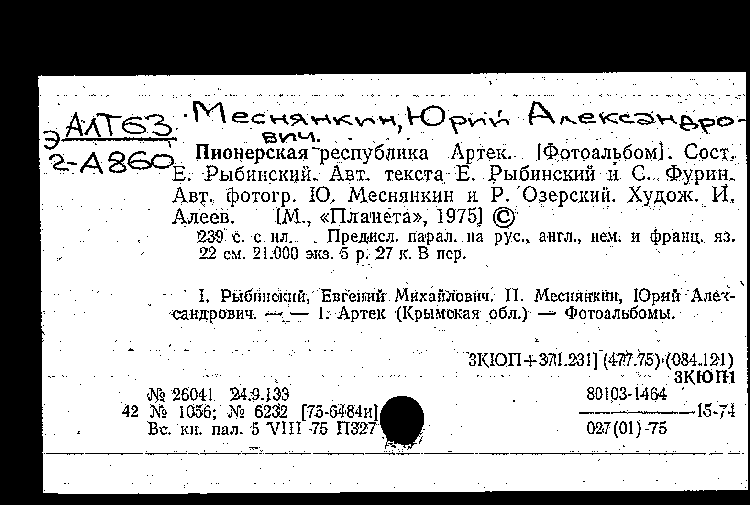 Меснянкин, Юрий Александро-
вич.
Э АЛТ63
2-А860
Пионерская республика Артек. [Фотоальбом]. Сост.
Е. Рыбинский. Авт. текста Е. Рыбинский и С. Фурин.
Авт. фотогр. Ю. Меснянкин и Р. Озерский. Худож. И.
Алеев. [М., «Планета», 1975] ©
239 с. с ил. Предисл. парал. на рус., англ., нем. и франц. яз.
22 см. 21.000 экз. 5 р. 27 к. В пер.
I. Рыбинский, Евгений Михайлович. II. Меснянкин, Юрий Алек-
сандрович. — — 1. Артек (Крымская обл.) — Фотоальбомы.
3КЮП+371.231] (477.75) (084.121)
3КЮП1
№ 26041 24.9.139
80103-1464
42 № 1056; № 6232 [75-6484и]
15-74
Вс. кн. пал. 5 VIII 75 П327
027(01)-75